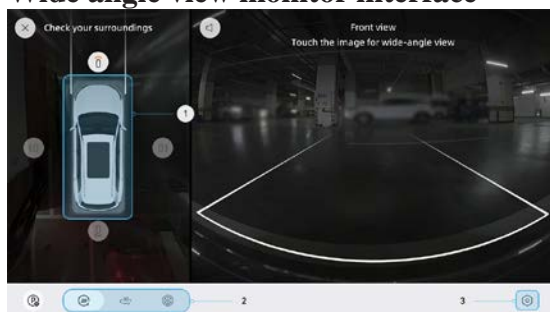 Wide angle view monitor interface
Check your surroundings
Front view
Touch the image for wide-angle view
1
2
3